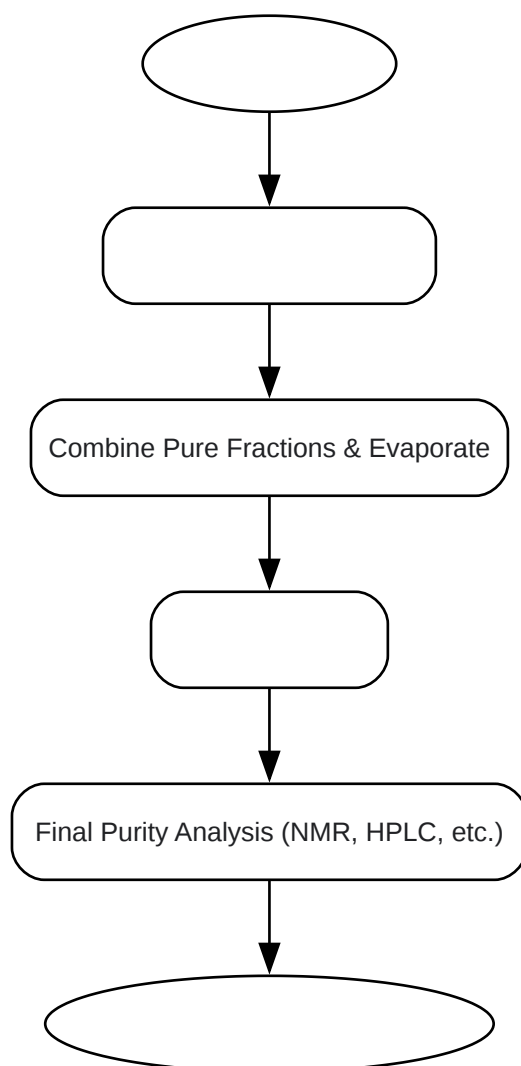 Combine Pure Fractions & Evaporate
Final Purity Analysis (NMR, HPLC, etc.)